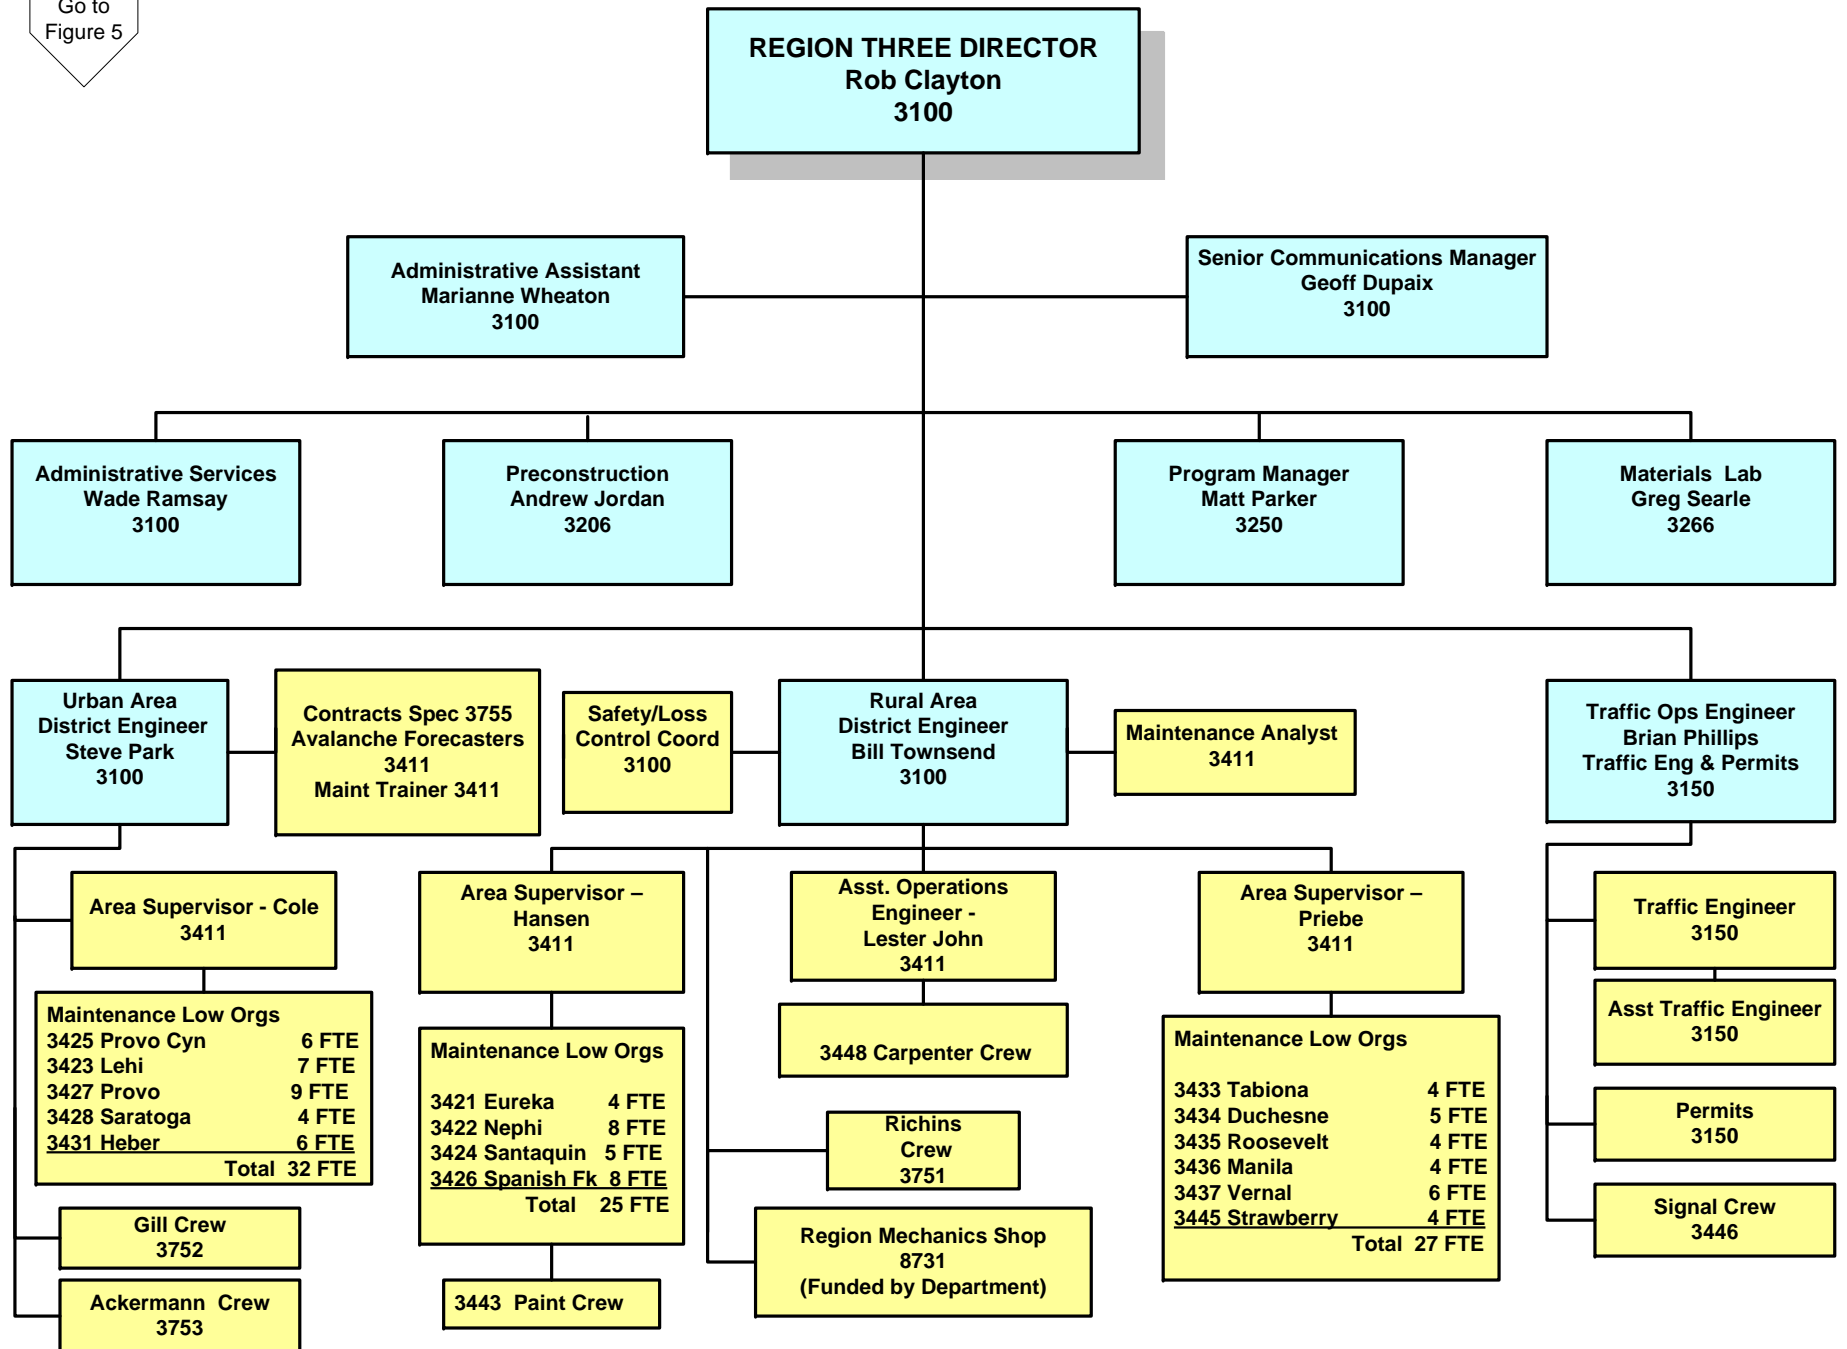 Go to
Figure 5
REGION THREE DIRECTOR
Rob Clayton
3100
Administrative Assistant
Marianne Wheaton
3100
Senior Communications Manager
Geoff Dupaix
3100
Administrative Services
Wade Ramsay
3100
Preconstruction
Andrew Jordan
3206
Program Manager
Matt Parker
3250
Materials  Lab
Greg Searle
3266
Urban Area
District Engineer
Steve Park
3100
Contracts Spec 3755
Avalanche Forecasters
3411
Maint Trainer 3411
Safety/Loss
Control Coord
3100
Rural Area
District Engineer
Bill Townsend
3100
Maintenance Analyst
3411
Traffic Ops Engineer
Brian Phillips
Traffic Eng & Permits
3150
Area Supervisor - Cole
3411
Maintenance Low Orgs
3425 Provo Cyn 6 FTE
3423 Lehi 7 FTE
3427 Provo 9 FTE
3428 Saratoga 4 FTE
3431 Heber 6 FTE
Total 32 FTE
Gill Crew
3752
Ackermann  Crew
3753
Area Supervisor –
Hansen
3411
Maintenance Low Orgs
3421 Eureka 4 FTE
3422 Nephi 8 FTE
3424 Santaquin 5 FTE
3426 Spanish Fk 8 FTE
Total 25 FTE
3443  Paint Crew
Asst. Operations
Engineer -
Lester John
3411
3448 Carpenter Crew
Richins
Crew
3751
Region Mechanics Shop
8731
(Funded by Department)
Area Supervisor –
Priebe
3411
Maintenance Low Orgs
3433 Tabiona 4 FTE
3434 Duchesne 5 FTE
3435 Roosevelt 4 FTE
3436 Manila 4 FTE
3437 Vernal 6 FTE
3445 Strawberry 4 FTE
Total 27 FTE
Traffic Engineer
3150
Asst Traffic Engineer
3150
Permits
3150
Signal Crew
3446